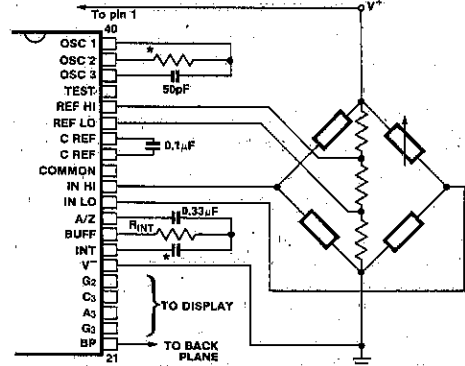 To pin 1
V+
40
OSC 1
OSC 2
*
OSC 3
50pF
TEST
REF HI
REF LO
C REF
0.1μF
C REF
COMMON
IN HI
IN LO
A/Z
0.33μF
BUFF
RINT
INT
*
V−
G2
C3
TO DISPLAY
A3
G3
BP
TO BACK
PLANE
21